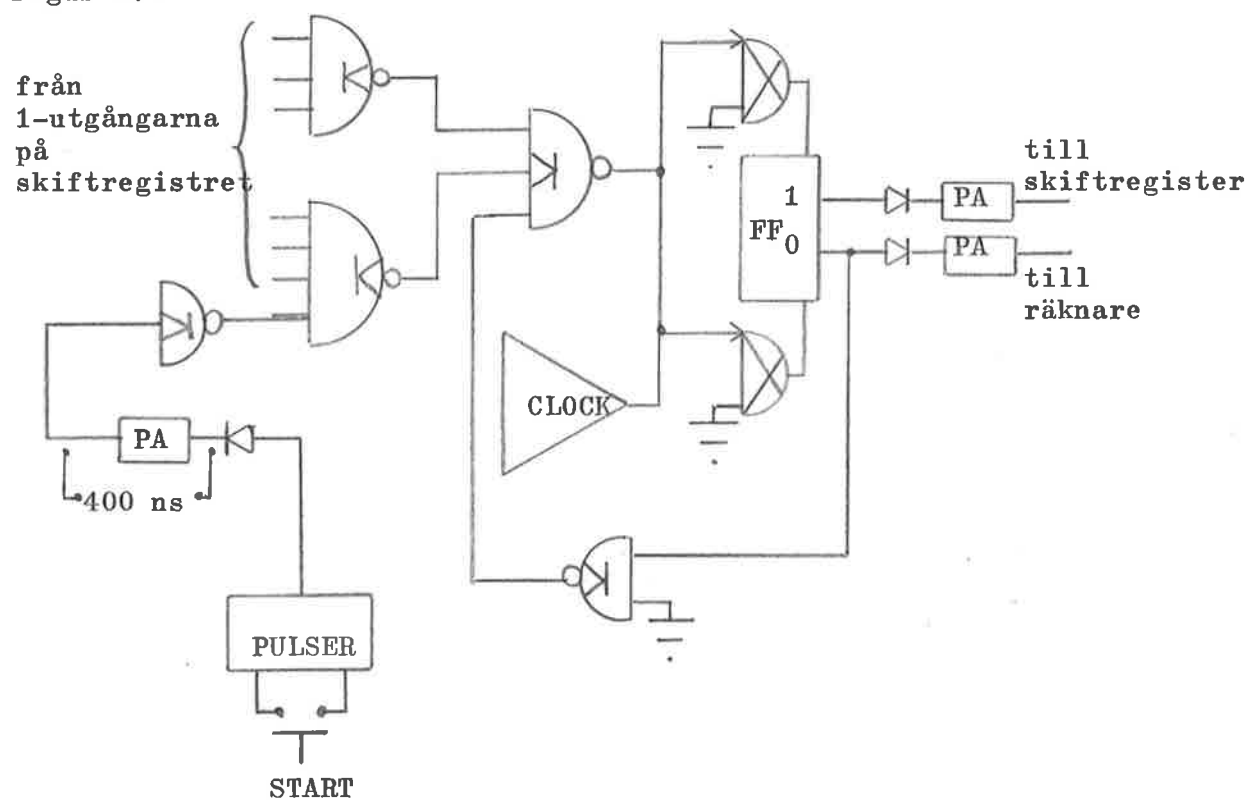 från
1-utgångarna
på
skiftregistret
till
skiftregister
1
FF0
PA
PA
till
räknare
CLOCK
PA
400 ns
PULSER
START